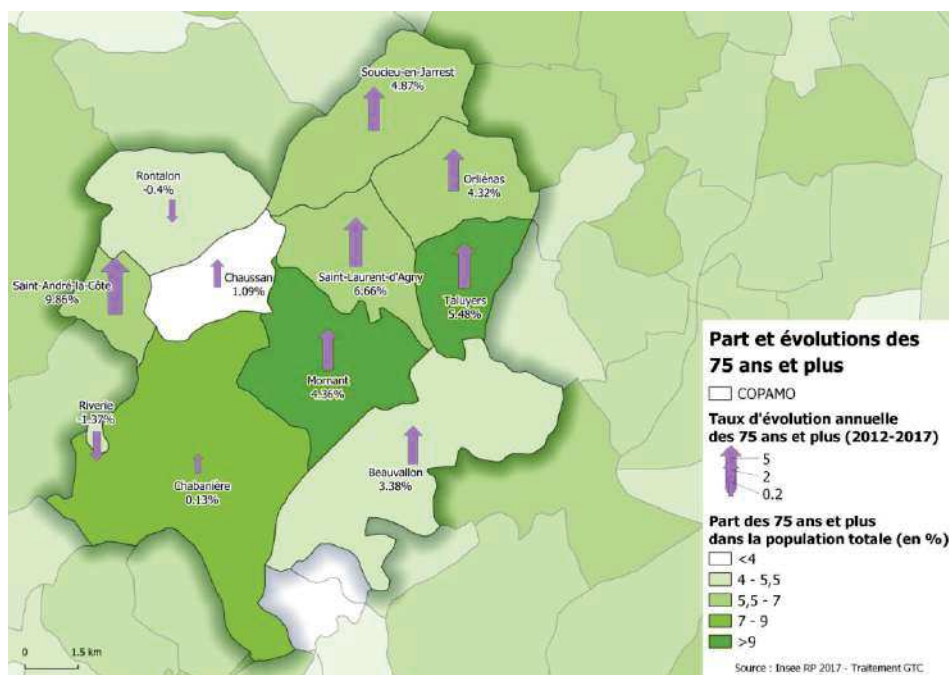 Soucieu-en-Jarrest
4.87%
Rontalon
-0.4%
Orliénas
4.32%
Saint-André-la-Côte
9.86%
Chaussan
1.09%
Saint-Laurent-d'Agny
6.66%
Taluyers
5.48%
Mornant
4.36%
Riverie
-1.37%
Beauvallon
3.38%
Chabanière
0.13%
Part et évolutions des
75 ans et plus
COPAMO
Taux d'évolution annuelle
des 75 ans et plus (2012-2017)
5
2
0.2
Part des 75 ans et plus
dans la population totale (en %)
<4
4 - 5,5
5,5 - 7
7 - 9
>9
0 1.5 km
Source : Insee RP 2017 - Traitement GTC